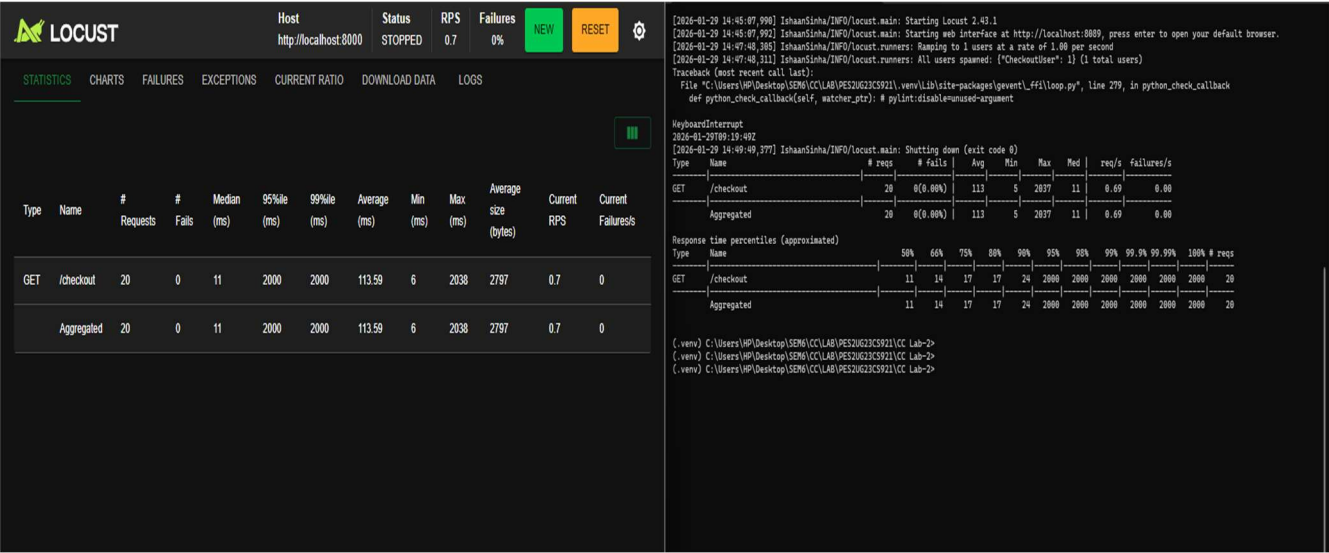 LOCUST
Host
http://localhost:8000
Status
STOPPED
RPS
0.7
Failures
0%
NEW
RESET
STATISTICS CHARTS FAILURES EXCEPTIONS CURRENT RATIO DOWNLOAD DATA LOGS
Type Name # Requests # Fails Median (ms) 95%ile (ms) 99%ile (ms) Average (ms) Min (ms) Max (ms) Average size (bytes) Current RPS Current Failures/s
GET /checkout 20 0 11 2000 2000 113.59 6 2038 2797 0.7 0
Aggregated 20 0 11 2000 2000 113.59 6 2038 2797 0.7 0
[2026-01-29 14:45:07,990] IshaanSinha/INFO/locust.main: Starting Locust 2.43.1
[2026-01-29 14:45:07,992] IshaanSinha/INFO/locust.main: Starting web interface at http://localhost:8089, press enter to open your default browser.
[2026-01-29 14:47:48,305] IshaanSinha/INFO/locust.runners: Ramping to 1 users at a rate of 1.00 per second
[2026-01-29 14:47:48,311] IshaanSinha/INFO/locust.runners: All users spawned: {"CheckoutUser": 1} (1 total users)
Traceback (most recent call last):
File "C:\Users\HP\Desktop\SEM6\CC\LAB\PES2UG23CS921\.venv\Lib\site-packages\gevent\_ffi\loop.py", line 279, in python_check_callback
def python_check_callback(self, watcher_ptr): # pylint:disable=unused-argument
KeyboardInterrupt
2026-01-29T09:19:49Z
[2026-01-29 14:49:49,377] IshaanSinha/INFO/locust.main: Shutting down (exit code 0)
Type Name # reqs # fails | Avg Min Max Med | req/s failures/s
GET /checkout 20 0(0.00%) | 113 5 2037 11 | 0.69 0.00
Aggregated 20 0(0.00%) | 113 5 2037 11 | 0.69 0.00
Response time percentiles (approximated)
Type Name 50% 66% 75% 80% 90% 95% 98% 99% 99.9% 99.99% 100% # reqs
GET /checkout 11 14 17 17 24 2000 2000 2000 2000 2000 2000 20
Aggregated 11 14 17 17 24 2000 2000 2000 2000 2000 2000 20
(.venv) C:\Users\HP\Desktop\SEM6\CC\LAB\PES2UG23CS921\CC Lab-2>
(.venv) C:\Users\HP\Desktop\SEM6\CC\LAB\PES2UG23CS921\CC Lab-2>
(.venv) C:\Users\HP\Desktop\SEM6\CC\LAB\PES2UG23CS921\CC Lab-2>